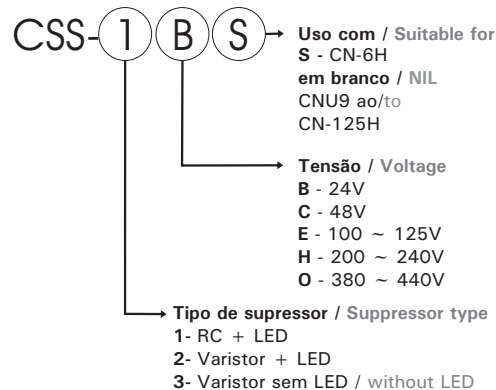 CSS-1BS
Uso com / Suitable for
S - CN-6H
em branco / NIL
CNU9 ao/to
CN-125H
Tensão / Voltage
B - 24V
C - 48V
E - 100 ~ 125V
H - 200 ~ 240V
O - 380 ~ 440V
Tipo de supressor / Suppressor type
1- RC + LED
2- Varistor + LED
3- Varistor sem LED / without LED